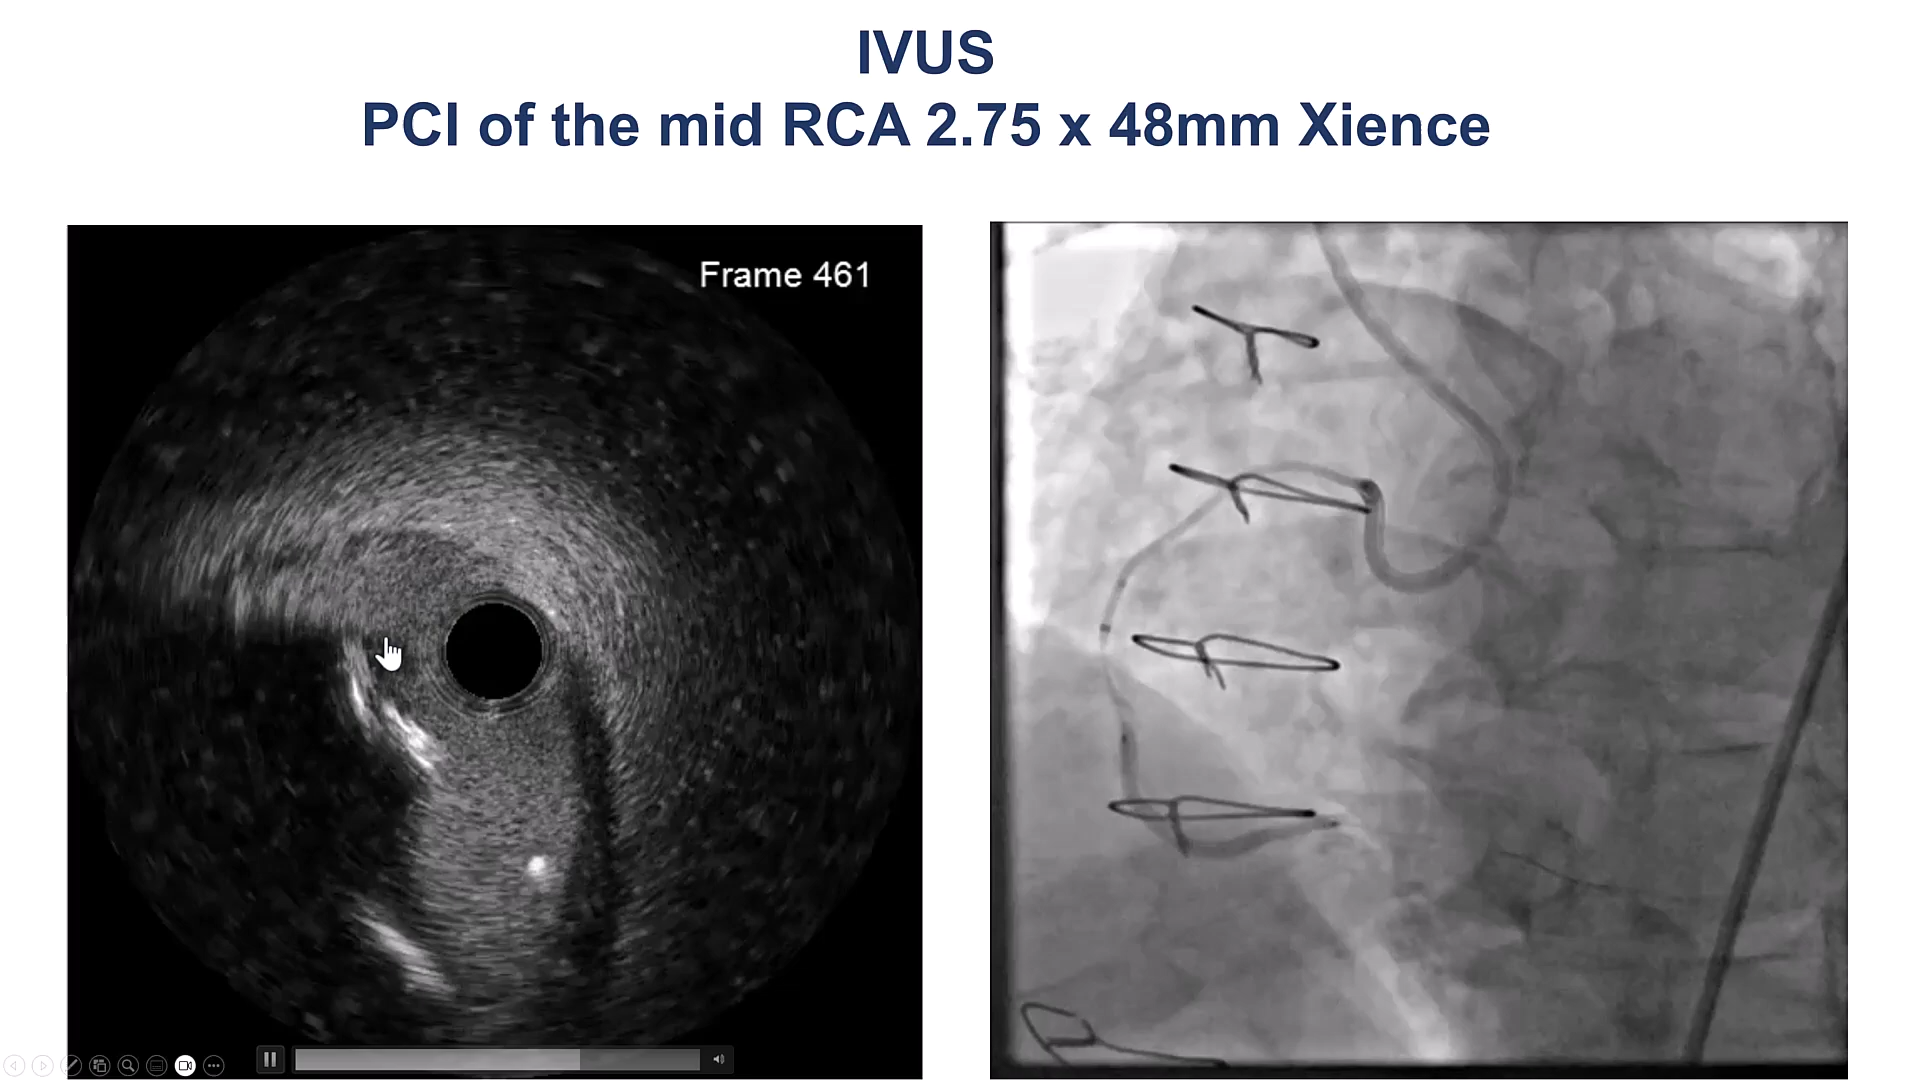 IVUS
PCI of the mid RCA 2.75 x 48mm Xience
Frame 461